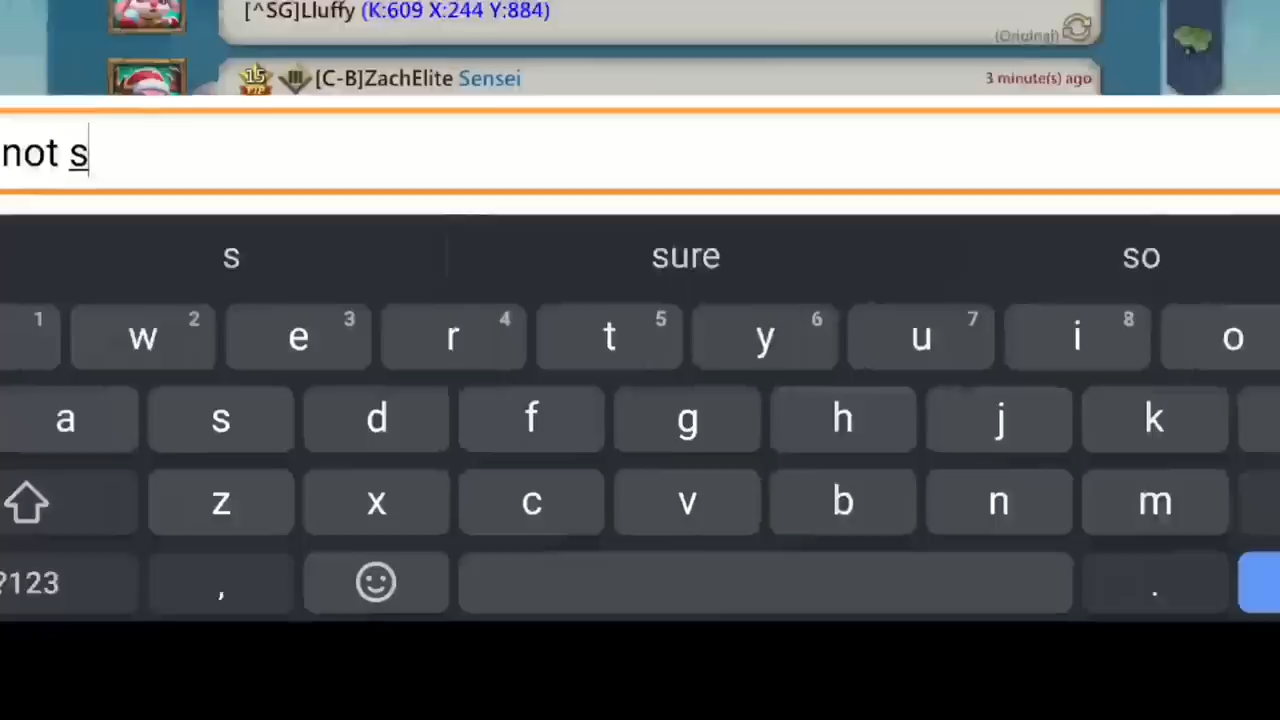 [^SG]Lluffy (K:609 X:244 Y:884)
(Original)
15 VIP [C-B]ZachElite Sensei 3 minute(s) ago
not s
s sure so
1 w 2 e 3 r 4 t 5 y 6 u 7 i 8 o
a s d f g h j k
z x c v b n m
?123 , .